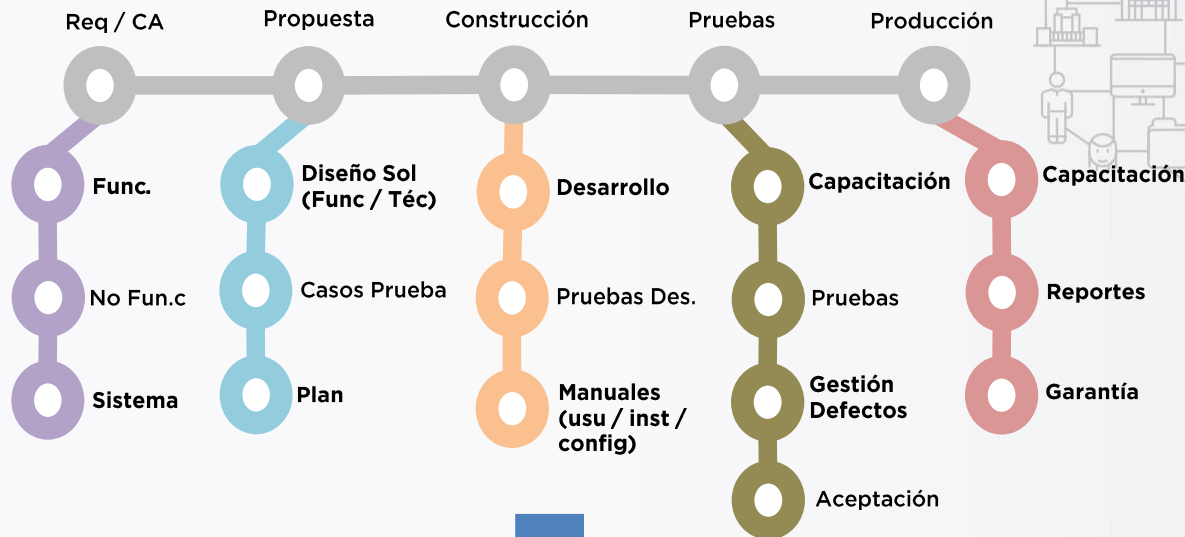 Req / CA
Propuesta
Construcción
Pruebas
Producción
Func.
No Fun.c
Sistema
Diseño Sol
(Func / Téc)
Casos Prueba
Plan
Desarrollo
Pruebas Des.
Manuales
(usu / inst /
config)
Capacitación
Pruebas
Gestión
Defectos
Aceptación
Capacitación
Reportes
Garantía